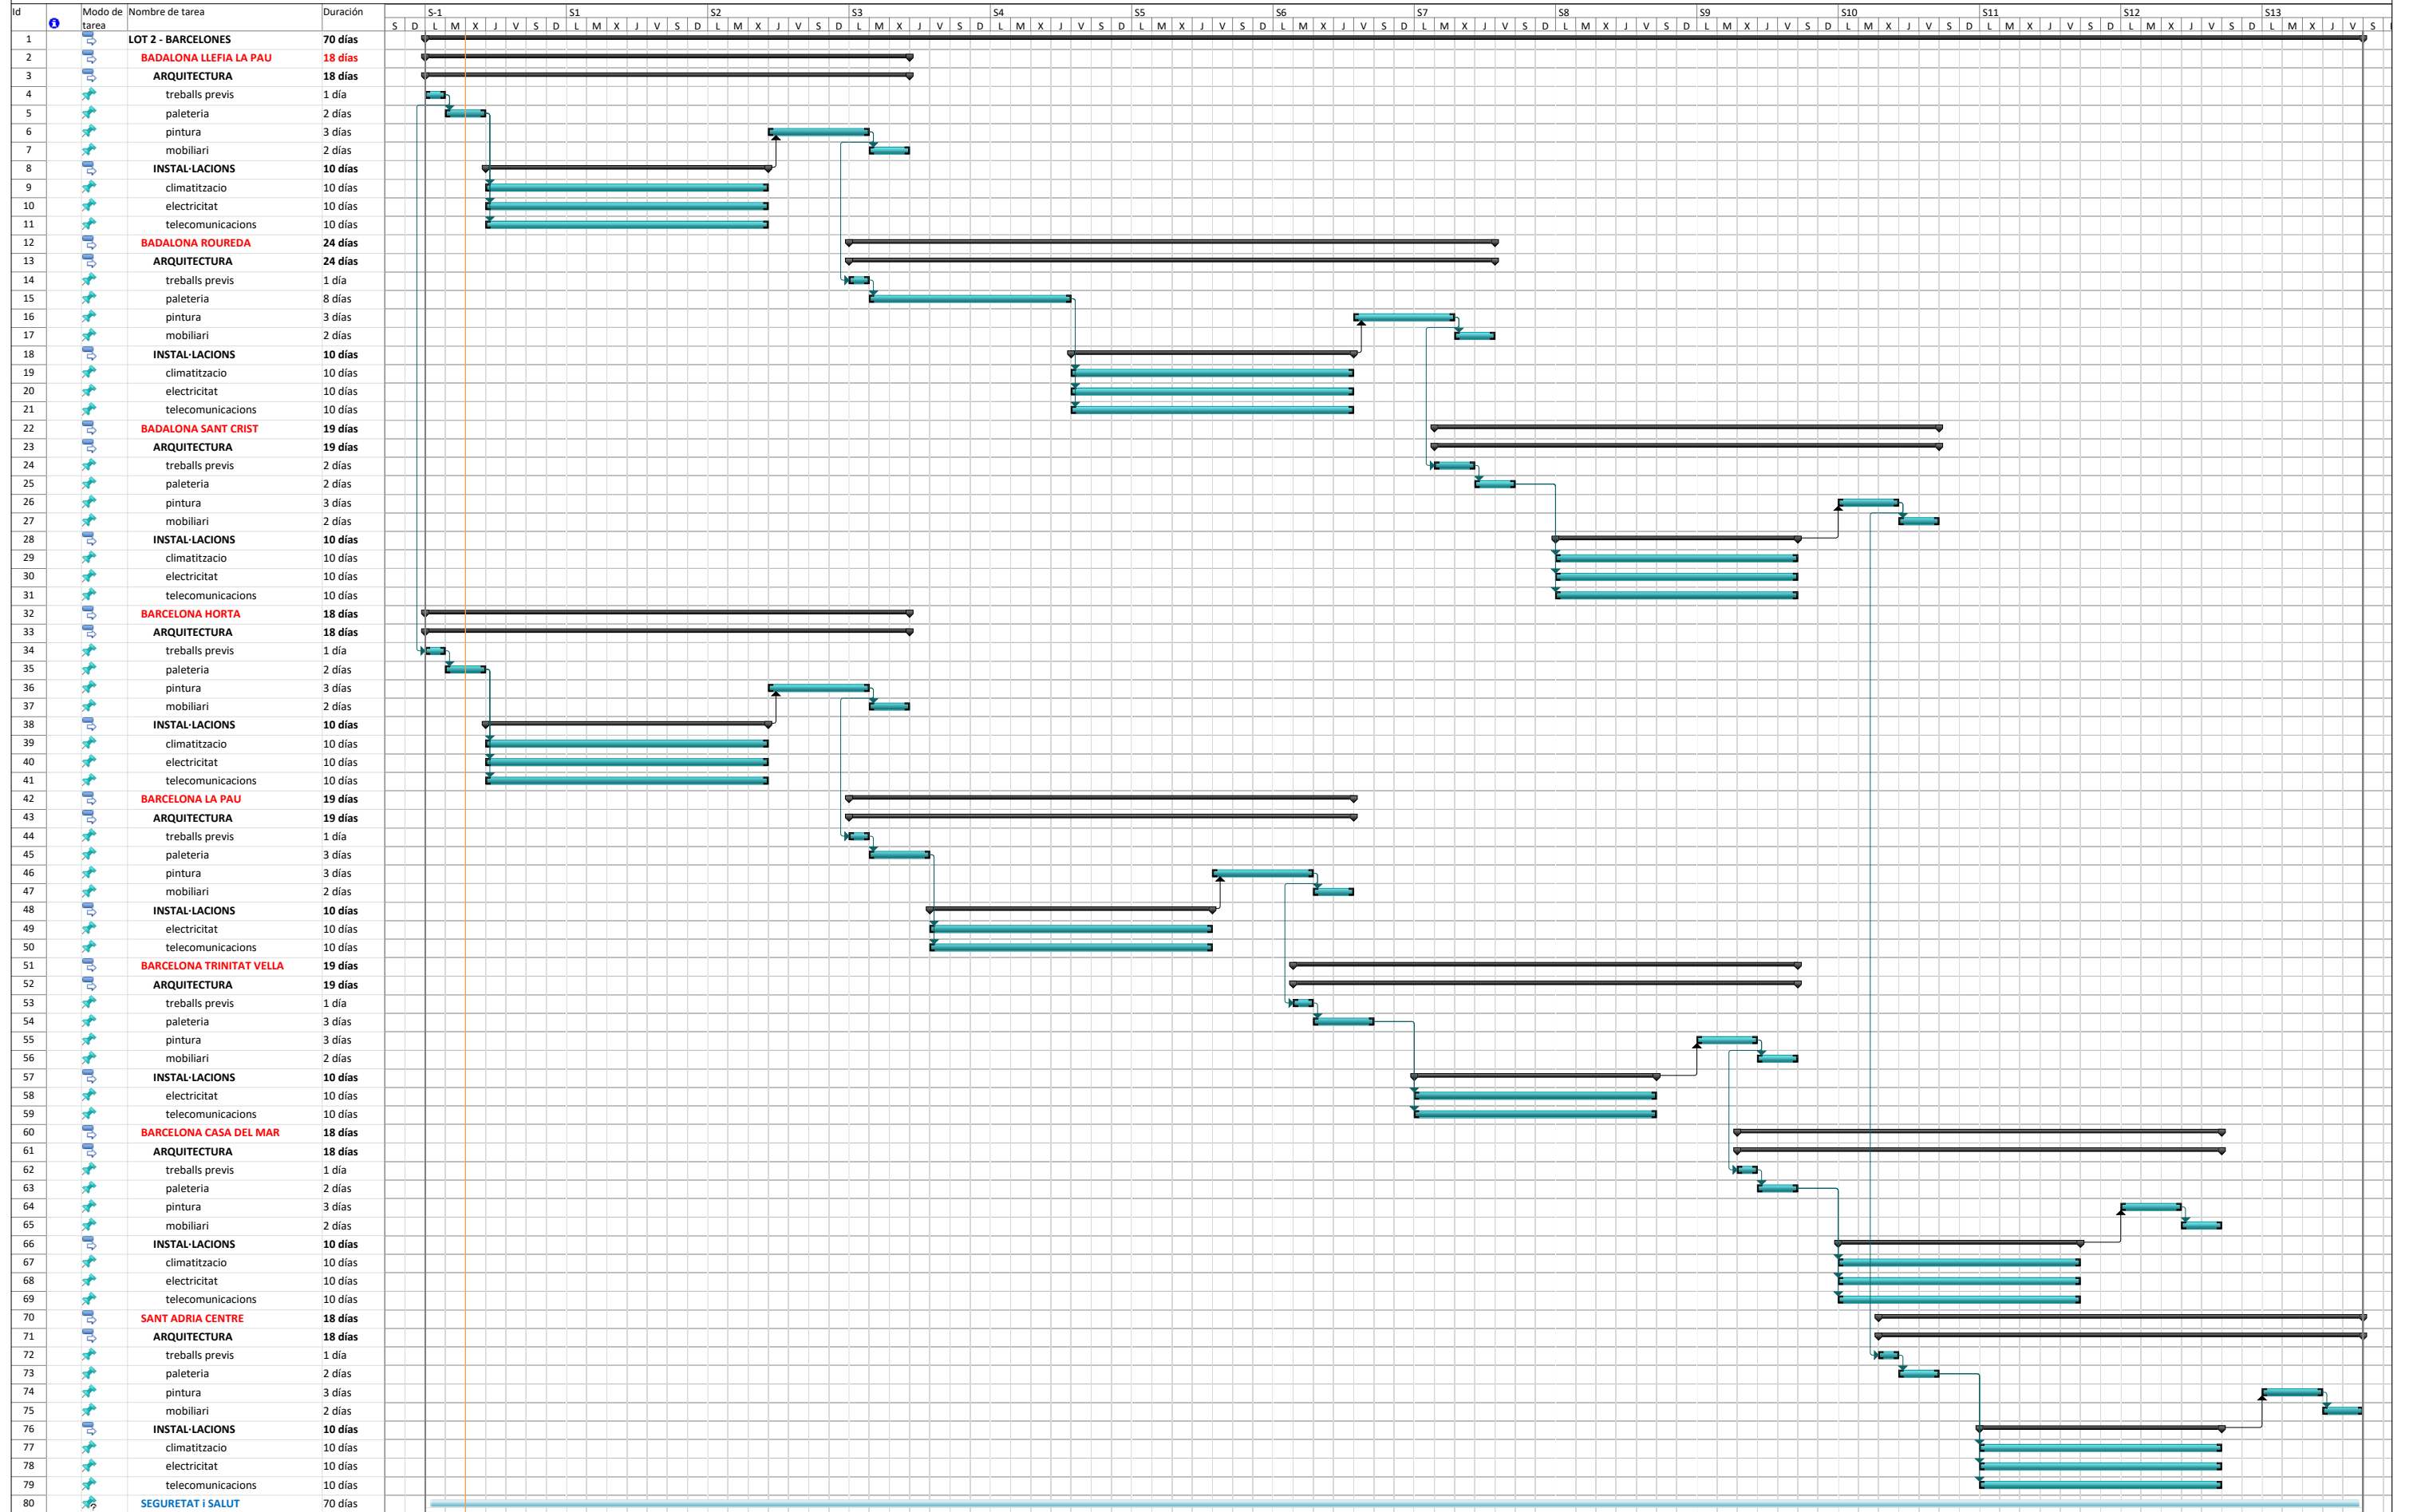 Id Modo de tarea Nombre de tarea Duración S-1 S1 S2 S3 S4 S5 S6 S7 S8 S9 S10 S11 S12 S13
S D L M X J V S D L M X J V S D L M X J V S D L M X J V S D L M X J V S D L M X J V S D L M X J V S D L M X J V S D L M X J V S D L M X J V S D L M X J V S D L M X J V S D L M X J V S D L M X J V S
1 LOT 2 - BARCELONES 70 días
2 BADALONA LLEFIA LA PAU 18 días
3 ARQUITECTURA 18 días
4 treballs previs 1 día
5 paleteria 2 días
6 pintura 3 días
7 mobiliari 2 días
8 INSTAL·LACIONS 10 días
9 climatització 10 días
10 electricitat 10 días
11 telecomunicacions 10 días
12 BADALONA ROUREDA 24 días
13 ARQUITECTURA 24 días
14 treballs previs 1 día
15 paleteria 8 días
16 pintura 3 días
17 mobiliari 2 días
18 INSTAL·LACIONS 10 días
19 climatitzacio 10 días
20 electricitat 10 días
21 telecomunicacions 10 días
22 BADALONA SANT CRIST 19 días
23 ARQUITECTURA 19 días
24 treballs previs 2 días
25 paleteria 2 días
26 pintura 3 días
27 mobiliari 2 días
28 INSTAL·LACIONS 10 días
29 climatitzacio 10 días
30 electricitat 10 días
31 telecomunicacions 10 días
32 BARCELONA HORTA 18 días
33 ARQUITECTURA 18 días
34 treballs previs 1 día
35 paleteria 2 días
36 pintura 3 días
37 mobiliari 2 días
38 INSTAL·LACIONS 10 días
39 climatitzacio 10 días
40 electricitat 10 días
41 telecomunicacions 10 días
42 BARCELONA LA PAU 19 días
43 ARQUITECTURA 19 días
44 treballs previs 1 día
45 paleteria 3 días
46 pintura 3 días
47 mobiliari 2 días
48 INSTAL·LACIONS 10 días
49 electricitat 10 días
50 telecomunicacions 10 días
51 BARCELONA TRINITAT VELLA 19 días
52 ARQUITECTURA 19 días
53 treballs previs 1 día
54 paleteria 3 días
55 pintura 3 días
56 mobiliari 2 días
57 INSTAL·LACIONS 10 días
58 electricitat 10 días
59 telecomunicacions 10 días
60 BARCELONA CASA DEL MAR 18 días
61 ARQUITECTURA 18 días
62 treballs previs 1 día
63 paleteria 2 días
64 pintura 3 días
65 mobiliari 2 días
66 INSTAL·LACIONS 10 días
67 climatitzacio 10 días
68 electricitat 10 días
69 telecomunicacions 10 días
70 SANT ADRIA CENTRE 18 días
71 ARQUITECTURA 18 días
72 treballs previs 1 día
73 paleteria 2 días
74 pintura 3 días
75 mobiliari 2 días
76 INSTAL·LACIONS 10 días
77 climatitzacio 10 días
78 electricitat 10 días
79 telecomunicacions 10 días
80 SEGURETAT i SALUT 70 días